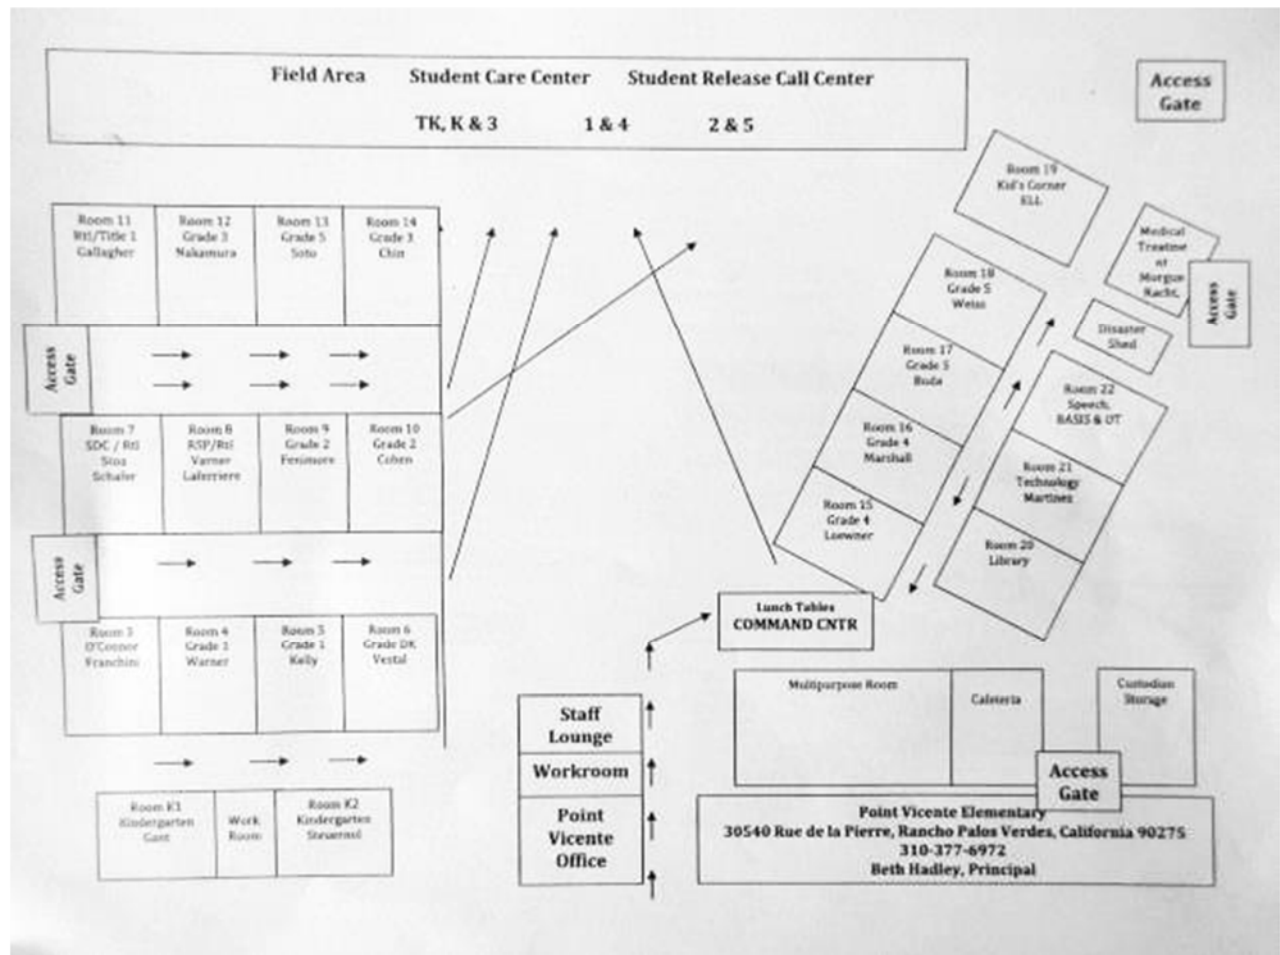 Field Area Student Care Center Student Release Call Center
TK, K & 3 1 & 4 2 & 5
Access
Gate
Room 19
Kid's Corner
ELL
Medical
Treatme
nt
Morgue
Access
Gate
Disaster
Shed
Room 11
RtI/Title 1
Gallagher
Room 12
Grade 3
Nakamura
Room 13
Grade 5
Soto
Room 14
Grade 3
Chin
Room 18
Grade 5
Weiss
Room 17
Grade 5
Boda
Room 16
Grade 4
Marshall
Room 15
Grade 4
Loewner
Room 22
Speech,
BASIS & OT
Room 21
Technology
Martinez
Room 20
Library
Access
Gate
Room 7
SDC / RtI
Schafer
Room 8
RSP/RtI
Varner
Laferriere
Room 9
Grade 2
Fenimore
Room 10
Grade 2
Cohen
Access
Gate
Room 3
O'Connor
Franchini
Room 4
Grade 1
Warner
Room 5
Grade 1
Kelly
Room 6
Grade DK
Vestal
Lunch Tables
COMMAND CNTR
Multipurpose Room
Cafeteria
Custodian
Storage
Access
Gate
Staff
Lounge
Workroom
Point
Vicente
Office
Room K1
Kindergarten
Gant
Work
Room
Room K2
Kindergarten
Point Vicente Elementary
30540 Rue de la Pierre, Rancho Palos Verdes, California 90275
310-377-6972
Beth Hadley, Principal